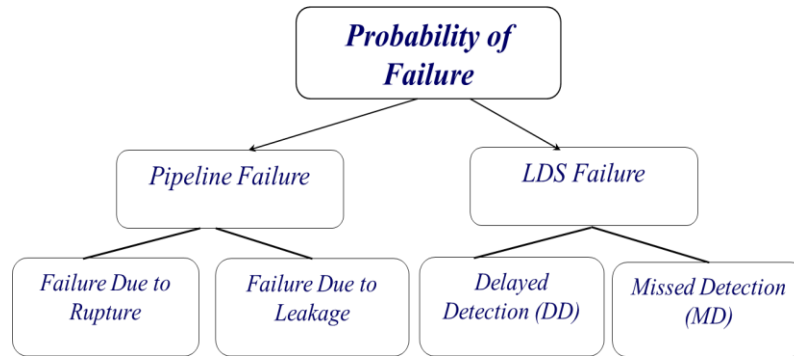 Probability of
Failure
Pipeline Failure
LDS Failure
Failure Due to
Rupture
Failure Due to
Leakage
Delayed
Detection (DD)
Missed Detection
(MD)